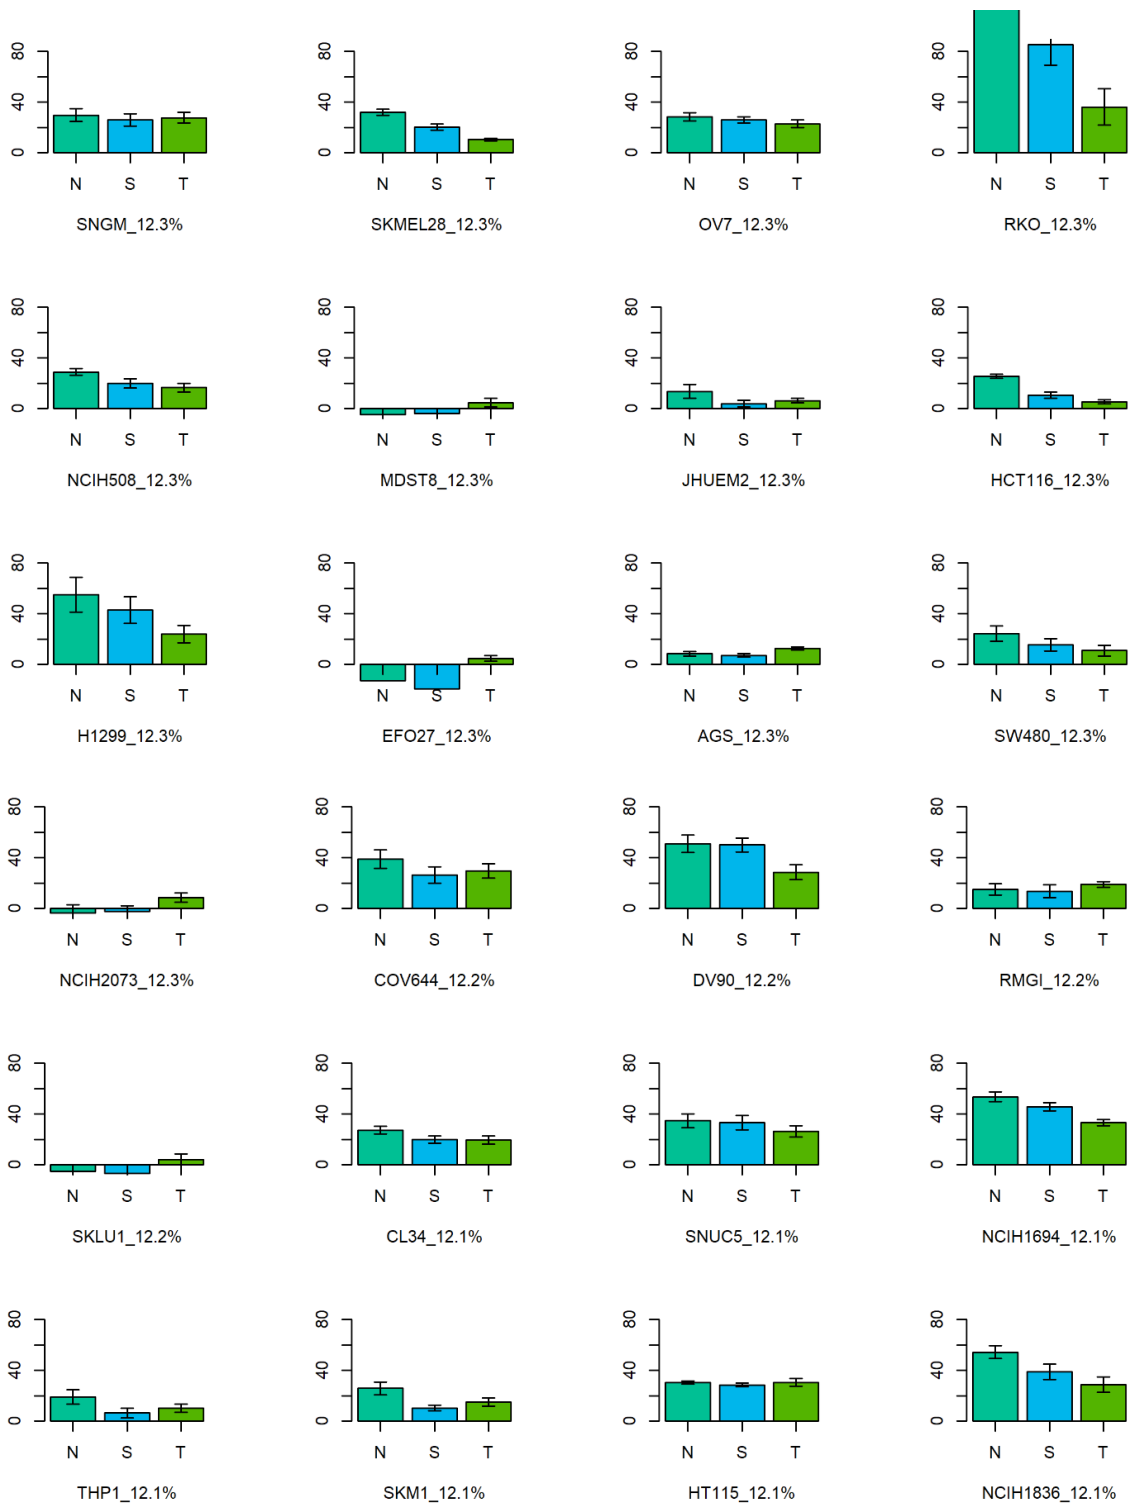 80 80 80 80
40 40 40 40
0 0 0 0
N S T N S T N S T N S T
SNGM_12.3% SKMEL28_12.3% OV7_12.3% RKO_12.3%
80 80 80 80
40 40 40 40
0 0 0 0
N S T N S T N S T N S T
NCIH508_12.3% MDST8_12.3% JHUEM2_12.3% HCT116_12.3%
80 80 80 80
40 40 40 40
0 0 0 0
N S T N S T N S T N S T
H1299_12.3% EFO27_12.3% AGS_12.3% SW480_12.3%
80 80 80 80
40 40 40 40
0 0 0 0
N S T N S T N S T N S T
NCIH2073_12.3% COV644_12.2% DV90_12.2% RMGI_12.2%
80 80 80 80
40 40 40 40
0 0 0 0
N S T N S T N S T N S T
SKLU1_12.2% CL34_12.1% SNUC5_12.1% NCIH1694_12.1%
80 80 80 80
40 40 40 40
0 0 0 0
N S T N S T N S T N S T
THP1_12.1% SKM1_12.1% HT115_12.1% NCIH1836_12.1%